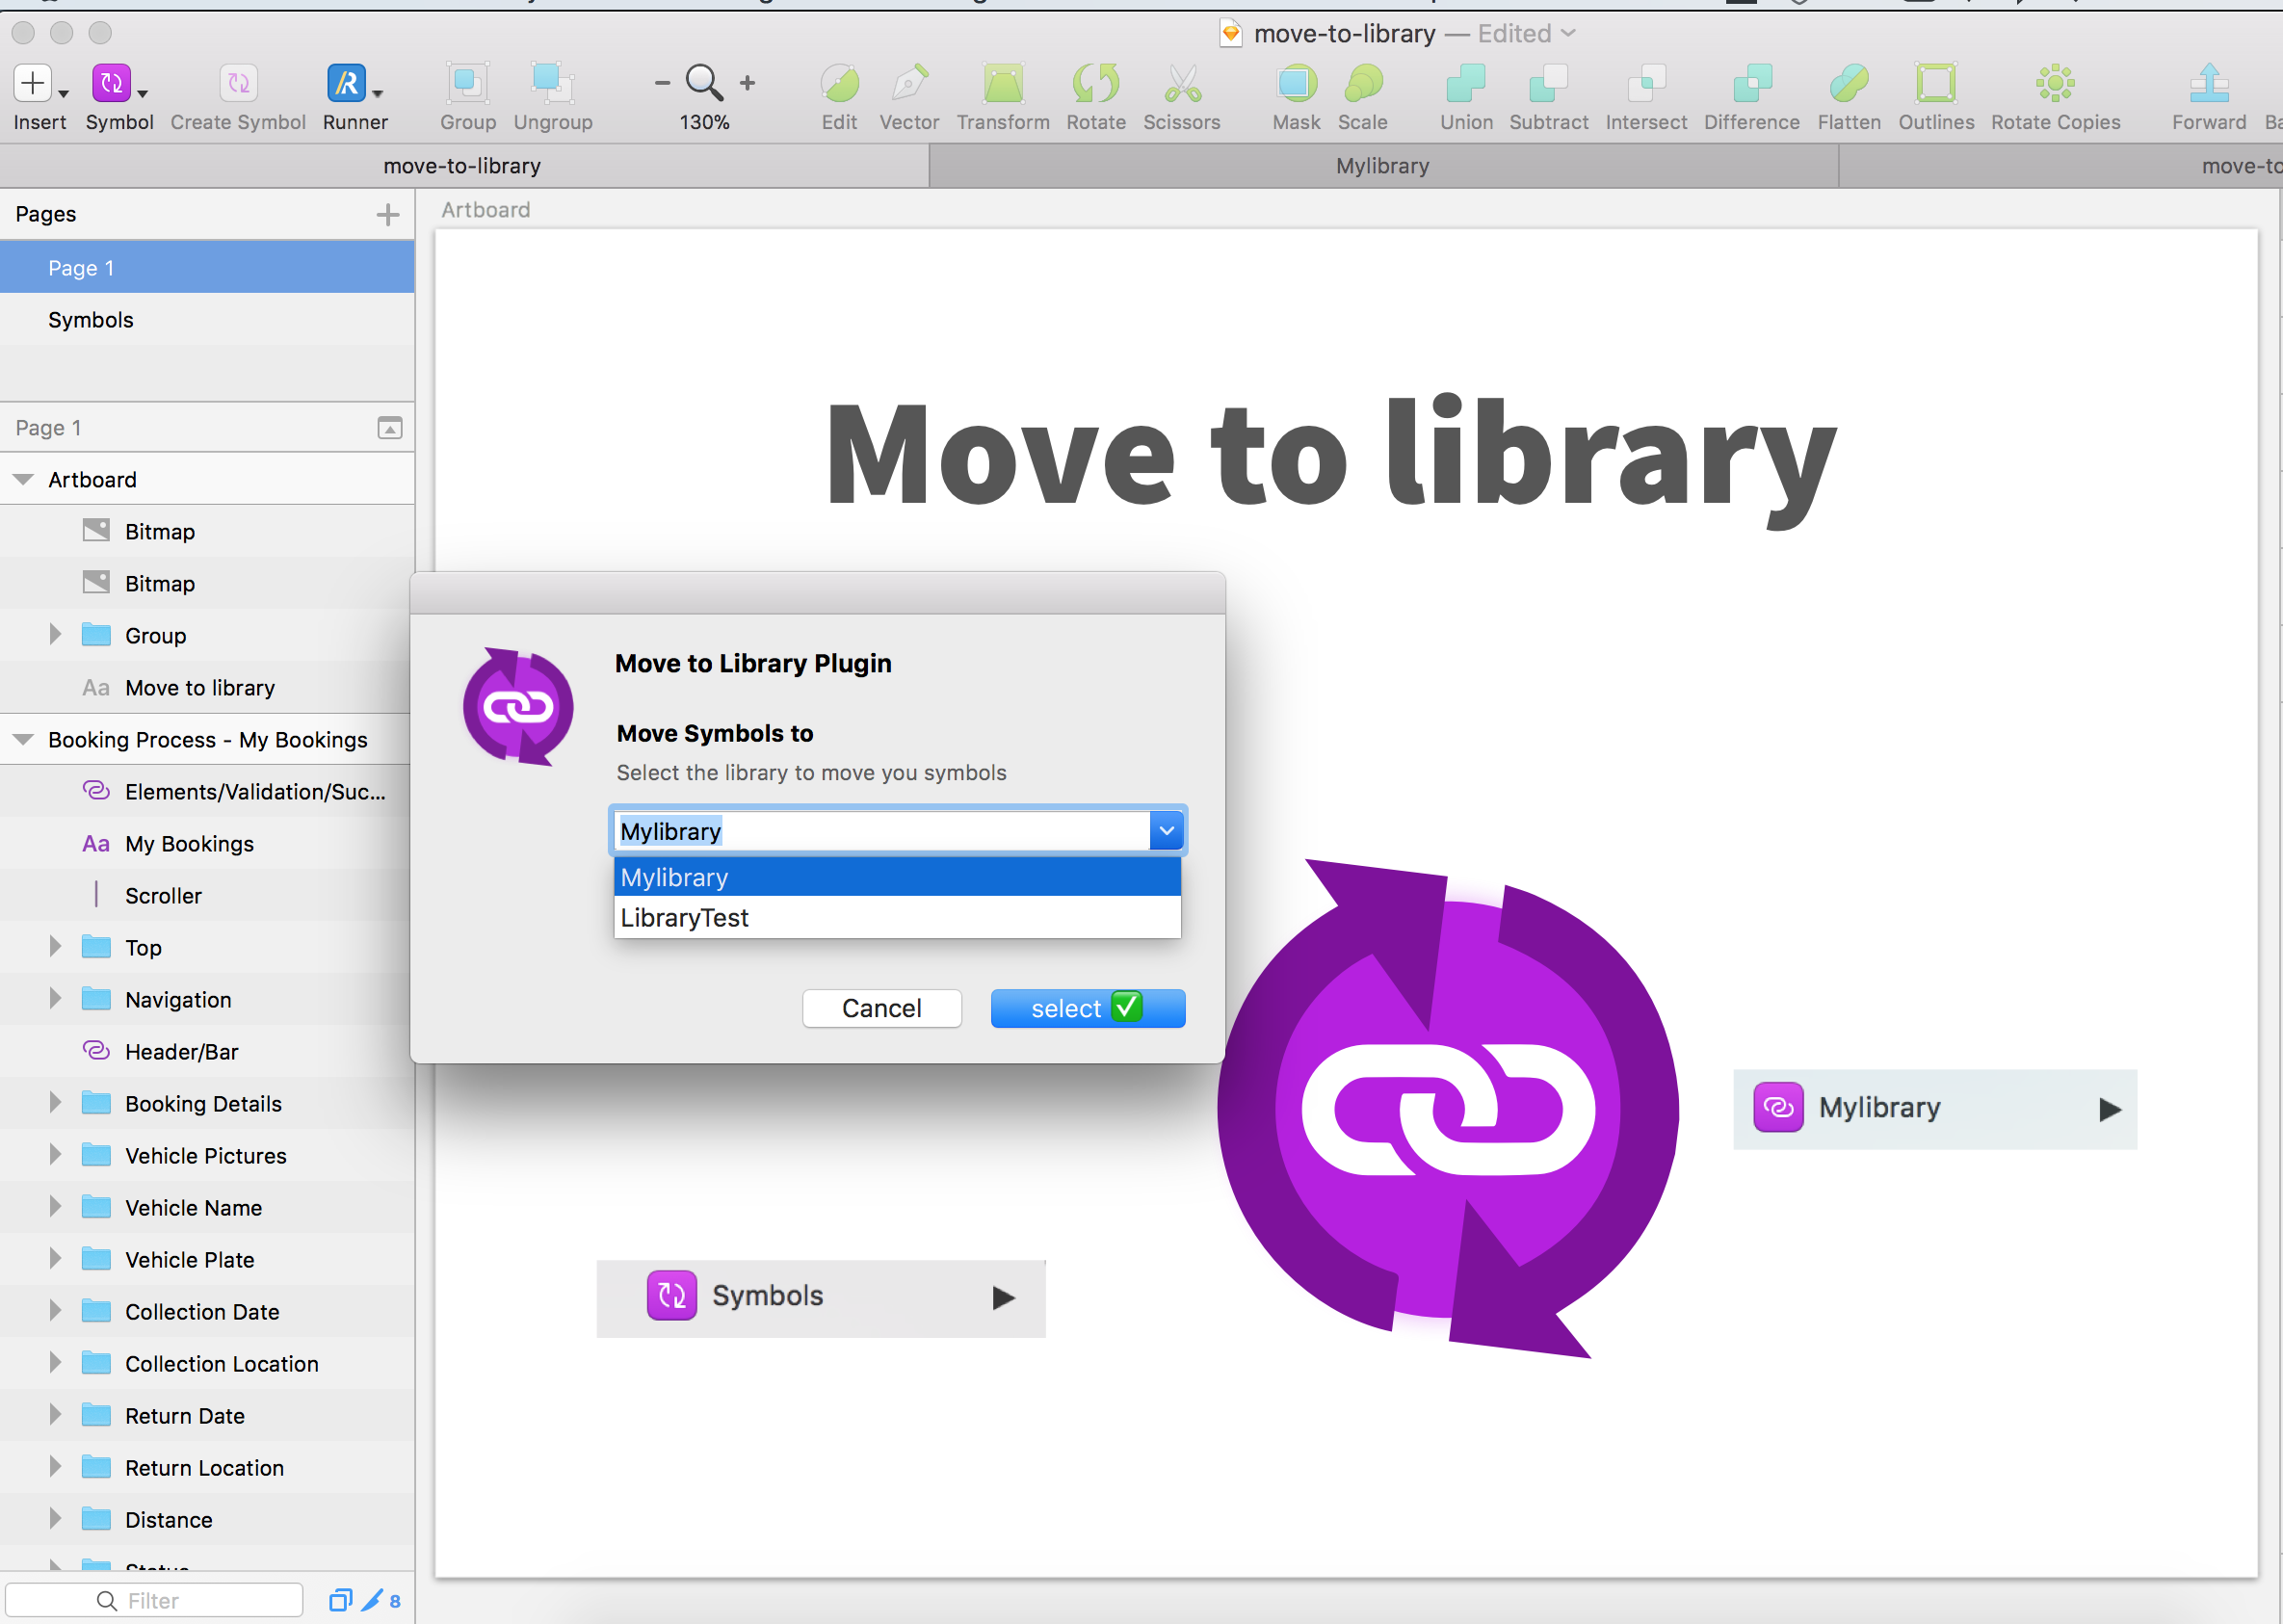 move-to-library — Edited
Insert
Symbol
Create Symbol
Runner
Group
Ungroup
130%
Edit
Vector
Transform
Rotate
Scissors
Mask
Scale
Union
Subtract
Intersect
Difference
Flatten
Outlines
Rotate Copies
Forward
move-to-library
Mylibrary
Pages
Page 1
Symbols
Page 1
Artboard
Bitmap
Bitmap
Group
Aa Move to library
Booking Process - My Bookings
Elements/Validation/Suc...
Aa My Bookings
Scroller
Top
Navigation
Header/Bar
Booking Details
Vehicle Pictures
Vehicle Name
Vehicle Plate
Collection Date
Collection Location
Return Date
Return Location
Distance
Filter
8
Artboard
Move to library
Move to Library Plugin
Move Symbols to
Select the library to move you symbols
Mylibrary
Mylibrary
LibraryTest
Cancel
select
Mylibrary
Symbols